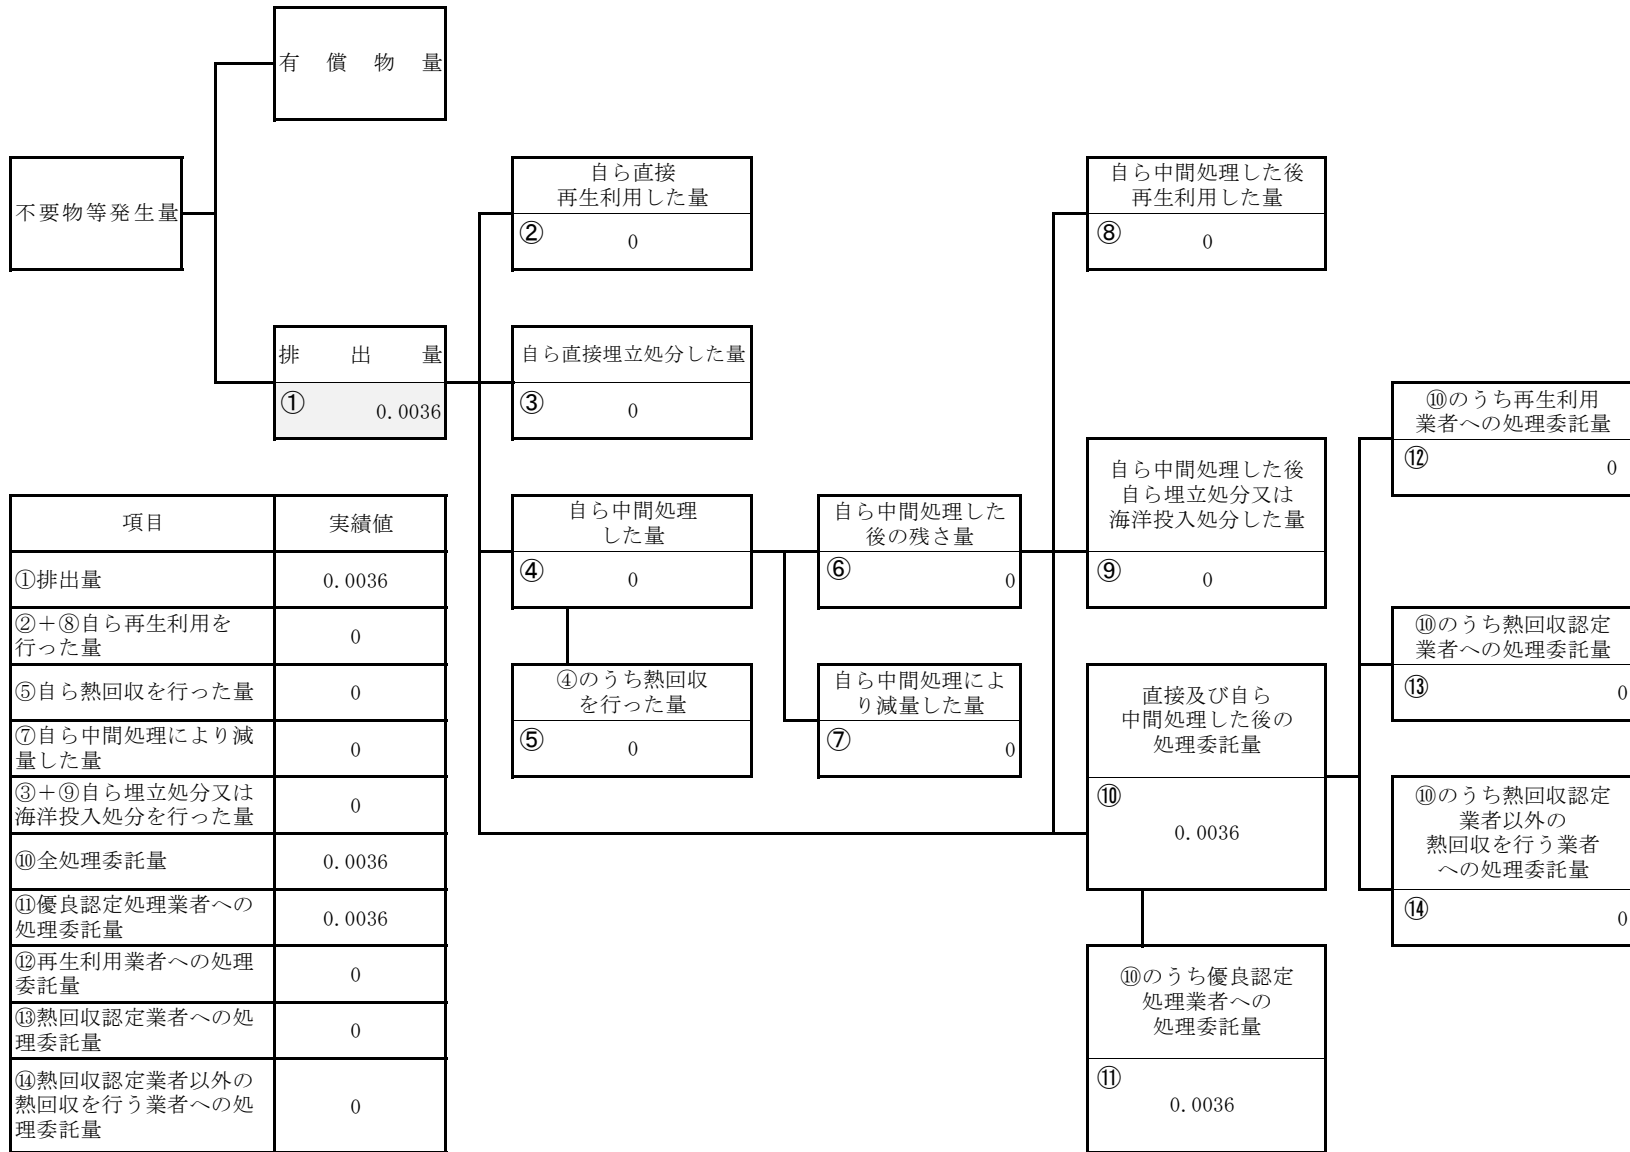 有償物量
不要物等発生量
自ら直接
再生利用した量
② 0
自ら中間処理した後
再生利用した量
⑧ 0
排出量
① 0.0036
自ら直接埋立処分した量
③ 0
⑩のうち再生利用
業者への処理委託量
⑫ 0
自ら中間処理
した量
④ 0
自ら中間処理した
後の残さ量
⑥ 0
自ら中間処理した後
自ら埋立処分又は
海洋投入処分した量
⑨ 0
⑩のうち熱回収認定
業者への処理委託量
⑬ 0
④のうち熱回収
を行った量
⑤ 0
自ら中間処理によ
り減量した量
⑦ 0
直接及び自ら
中間処理した後の
処理委託量
⑩
0.0036
⑩のうち熱回収認定
業者以外の
熱回収を行う業者
への処理委託量
⑭ 0
⑩のうち優良認定
処理業者への
処理委託量
⑪
0.0036
項目 実績値
①排出量 0.0036
②+⑧自ら再生利用を
行った量 0
⑤自ら熱回収を行った量 0
⑦自ら中間処理により減
量した量 0
③+⑨自ら埋立処分又は
海洋投入処分を行った量 0
⑩全処理委託量 0.0036
⑪優良認定処理業者への
処理委託量 0.0036
⑫再生利用業者への処理
委託量 0
⑬熱回収認定業者への処
理委託量 0
⑭熱回収認定業者以外の
熱回収を行う業者への処
理委託量 0